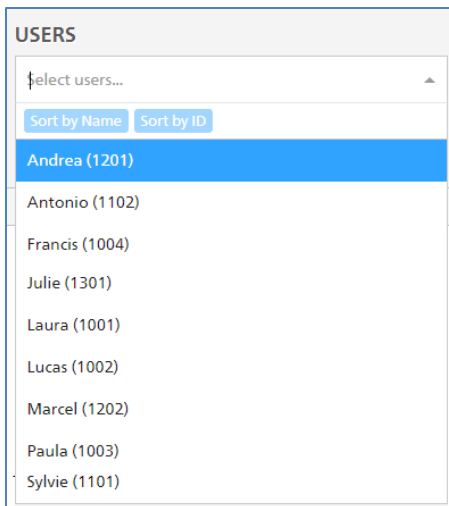 USERS
Select users...
Sort by Name Sort by ID
Andrea (1201)
Antonio (1102)
Francis (1004)
Julie (1301)
Laura (1001)
Lucas (1002)
Marcel (1202)
Paula (1003)
Sylvie (1101)